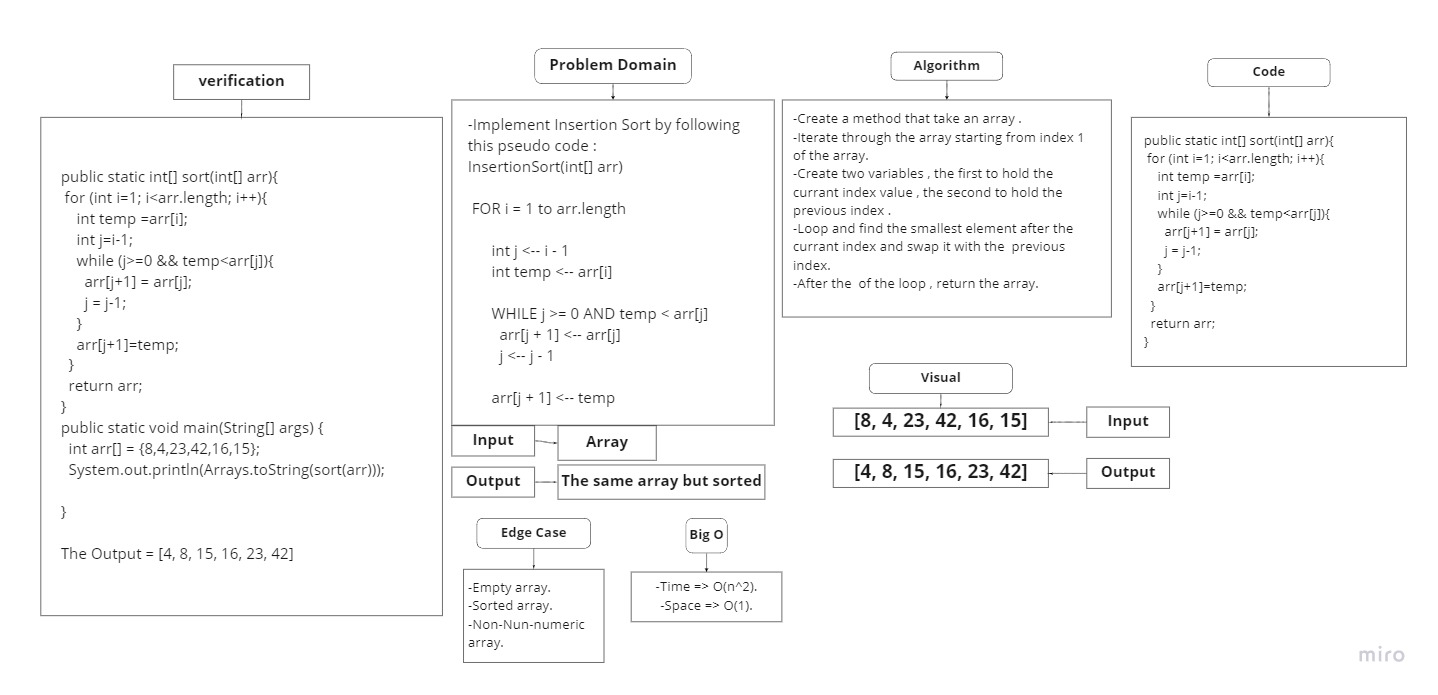 verification
public static int[] sort(int[] arr){
for (int i=1; i<arr.length; i++){
int temp =arr[i];
int j=i-1;
while (j>=0 && temp<arr[j]){
arr[j+1] = arr[j];
j = j-1;
}
arr[j+1]=temp;
}
return arr;
}
public static void main(String[] args) {
int arr[] = {8,4,23,42,16,15};
System.out.println(Arrays.toString(sort(arr)));
}
The Output = [4, 8, 15, 16, 23, 42]
Problem Domain
-Implement Insertion Sort by following
this pseudo code :
InsertionSort(int[] arr)
FOR i = 1 to arr.length
int j <-- i - 1
int temp <-- arr[i]
WHILE j >= 0 AND temp < arr[j]
arr[j + 1] <-- arr[j]
j <-- j - 1
arr[j + 1] <-- temp
Input
Array
Output
The same array but sorted
Edge Case
-Empty array.
-Sorted array.
-Non-Nun-numeric
array.
Big O
-Time => O(n^2).
-Space => O(1).
Algorithm
-Create a method that take an array .
-Iterate through the array starting from index 1
of the array.
-Create two variables , the first to hold the
currant index value , the second to hold the
previous index .
-Loop and find the smallest element after the
currant index and swap it with the  previous
index.
-After the  of the loop , return the array.
Visual
[8, 4, 23, 42, 16, 15]
Input
[4, 8, 15, 16, 23, 42]
Output
Code
public static int[] sort(int[] arr){
for (int i=1; i<arr.length; i++){
int temp =arr[i];
int j=i-1;
while (j>=0 && temp<arr[j]){
arr[j+1] = arr[j];
j = j-1;
}
arr[j+1]=temp;
}
return arr;
}
miro